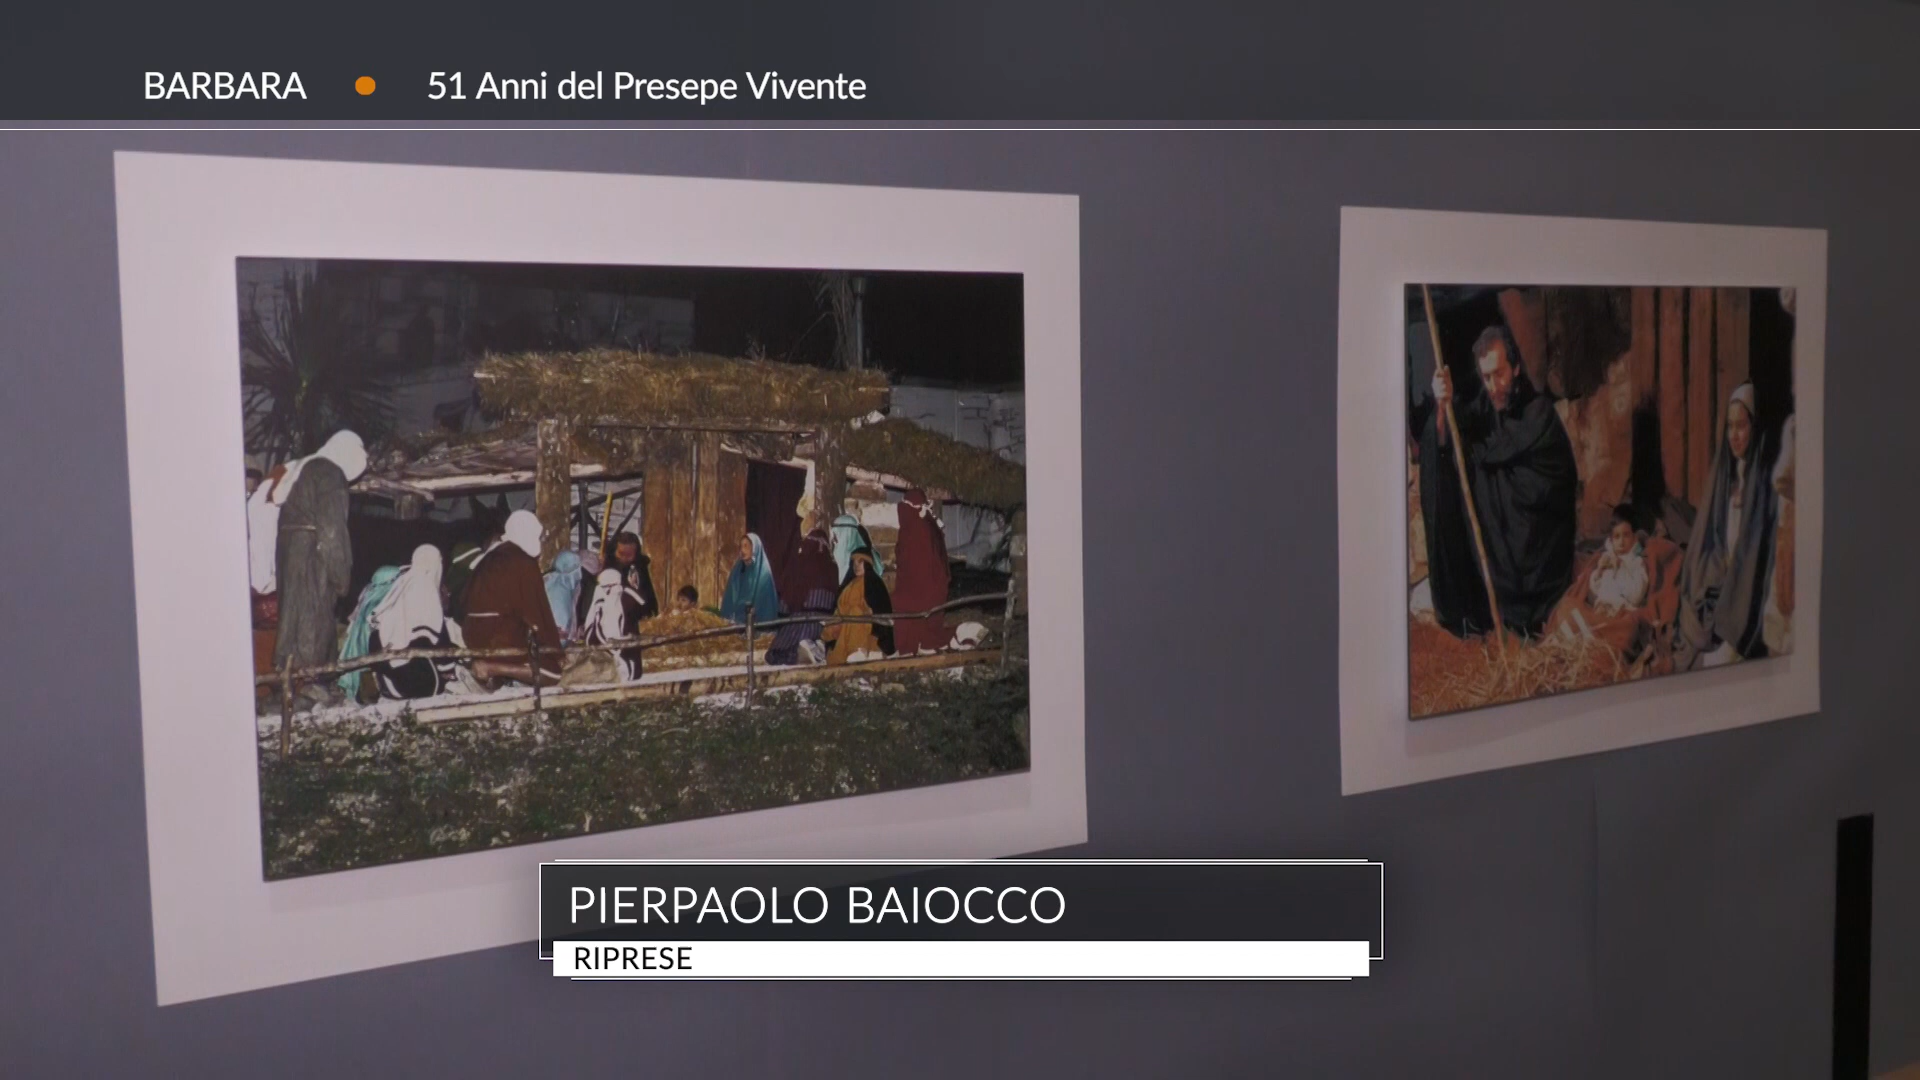 BARBARA • 51 Anni del Presepe Vivente
PIERPAOLO BAIOCCO
RIPRESE